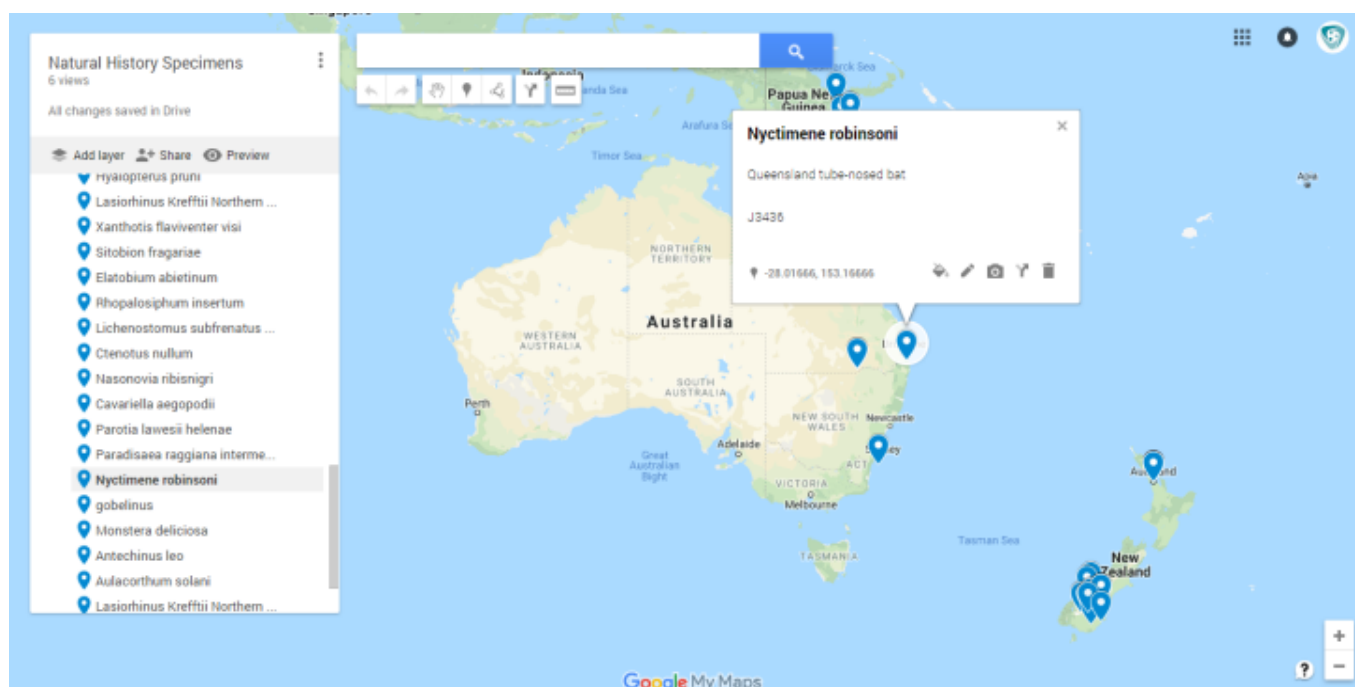 Natural History Specimens
6 views
All changes saved in Drive
Add layer Share Preview
Hyalopterus pruni
Lasiorhinus Krefftii Northern ...
Xanthotis flaviventer visi
Sitobion fragariae
Elatobium abietinum
Rhopalosiphum insertum
Lichenostomus subfrenatus ...
Ctenotus nullum
Nasonovia ribisnigri
Cavariella aegopodii
Parotia lawesii helenae
Paradisaea raggiana interme...
Nyctimene robinsoni
gobelinus
Monstera deliciosa
Antechinus leo
Aulacorthum solani
Lasiorhinus Krefftii Northern ...
Papua Ne
Guinea
Arafura Se
Timor Sea
Nyctimene robinsoni
Queensland tube-nosed bat
J3436
-28.01666, 153.16666
Apia
NORTHERN
TERRITORY
Australia
WESTERN
AUSTRALIA
SOUTH
AUSTRALIA
Perth
NEW SOUTH
WALES
Newcastle
Adelaide
Great
Australian
Bight
ACT
VICTORIA
Melbourne
TASMANIA
Tasman Sea
New
Zealand
+
?
−
Google My Maps